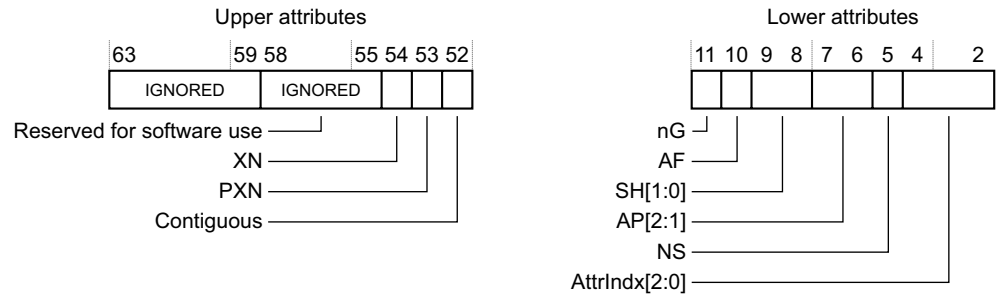 Upper attributes
63 59 58 55 54 53 52
IGNORED IGNORED
Reserved for software use
XN
PXN
Contiguous
Lower attributes
11 10 9 8 7 6 5 4 2
nG
AF
SH[1:0]
AP[2:1]
NS
AttrIndx[2:0]